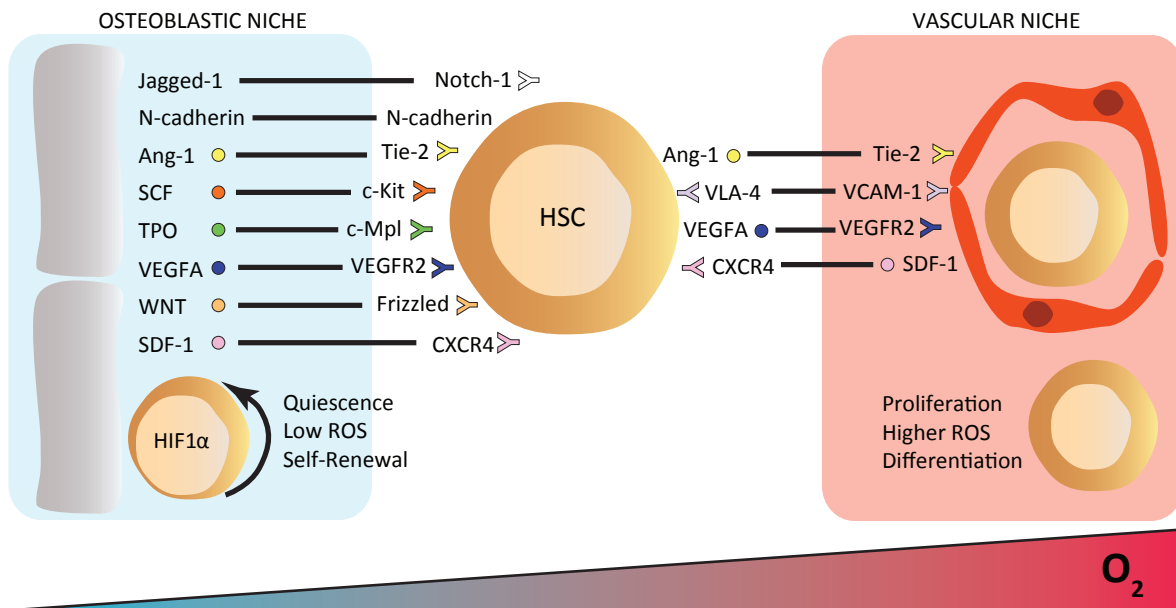 OSTEOBLASTIC NICHE
VASCULAR NICHE
Jagged-1 Notch-1
N-cadherin N-cadherin
Ang-1 Tie-2
SCF c-Kit
TPO c-Mpl
VEGFA VEGFR2
WNT Frizzled
SDF-1 CXCR4
HSC
Ang-1 Tie-2
VLA-4 VCAM-1
VEGFA VEGFR2
CXCR4 SDF-1
HIF1α
Quiescence
Low ROS
Self-Renewal
Proliferation
Higher ROS
Differentiation
O₂